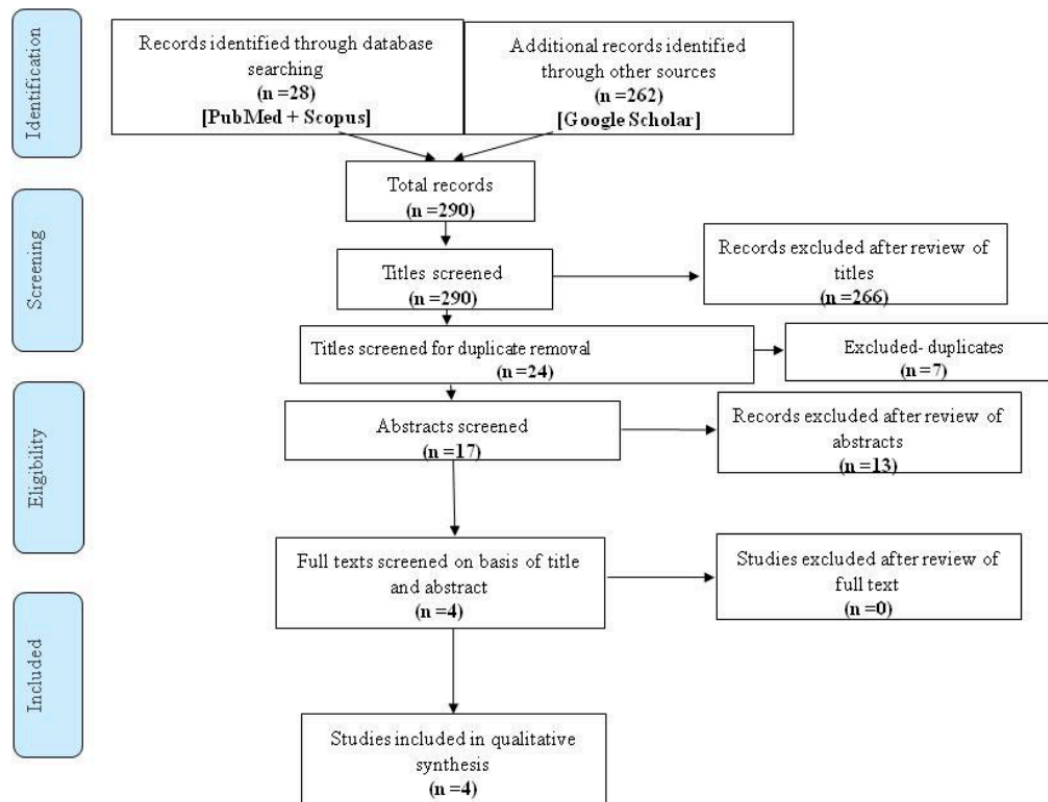 Identification
Records identified through database
searching
(n =28)
[PubMed + Scopus]
Additional records identified
through other sources
(n =262)
[Google Scholar]
Total records
(n =290)
Screening
Titles screened
(n =290)
Records excluded after review of
titles
(n =266)
Titles screened for duplicate removal
(n=24)
Excluded- duplicates
(n=7)
Eligibility
Abstracts screened
(n =17)
Records excluded after review of
abstracts
(n =13)
Full texts screened on basis of title
and abstract
(n =4)
Studies excluded after review of
full text
(n =0)
Included
Studies included in qualitative
synthesis
(n =4)